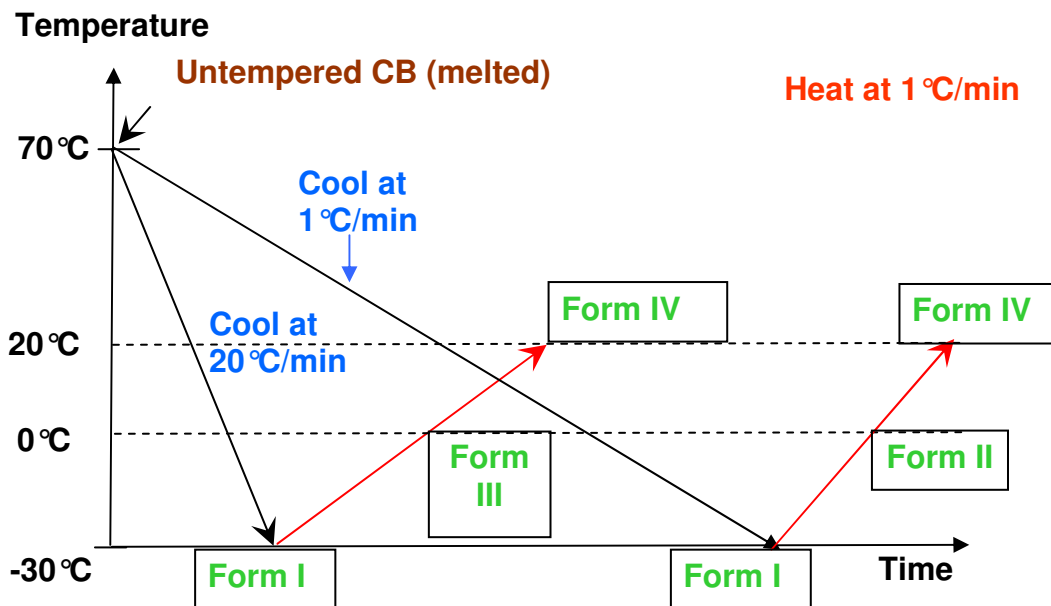 Temperature
Untempered CB (melted)
Heat at 1°C/min
70°C
Cool at
1°C/min
Form IV
Form IV
Cool at
20°C/min
20°C
0°C
Form
III
Form II
-30°C
Form I
Form I
Time